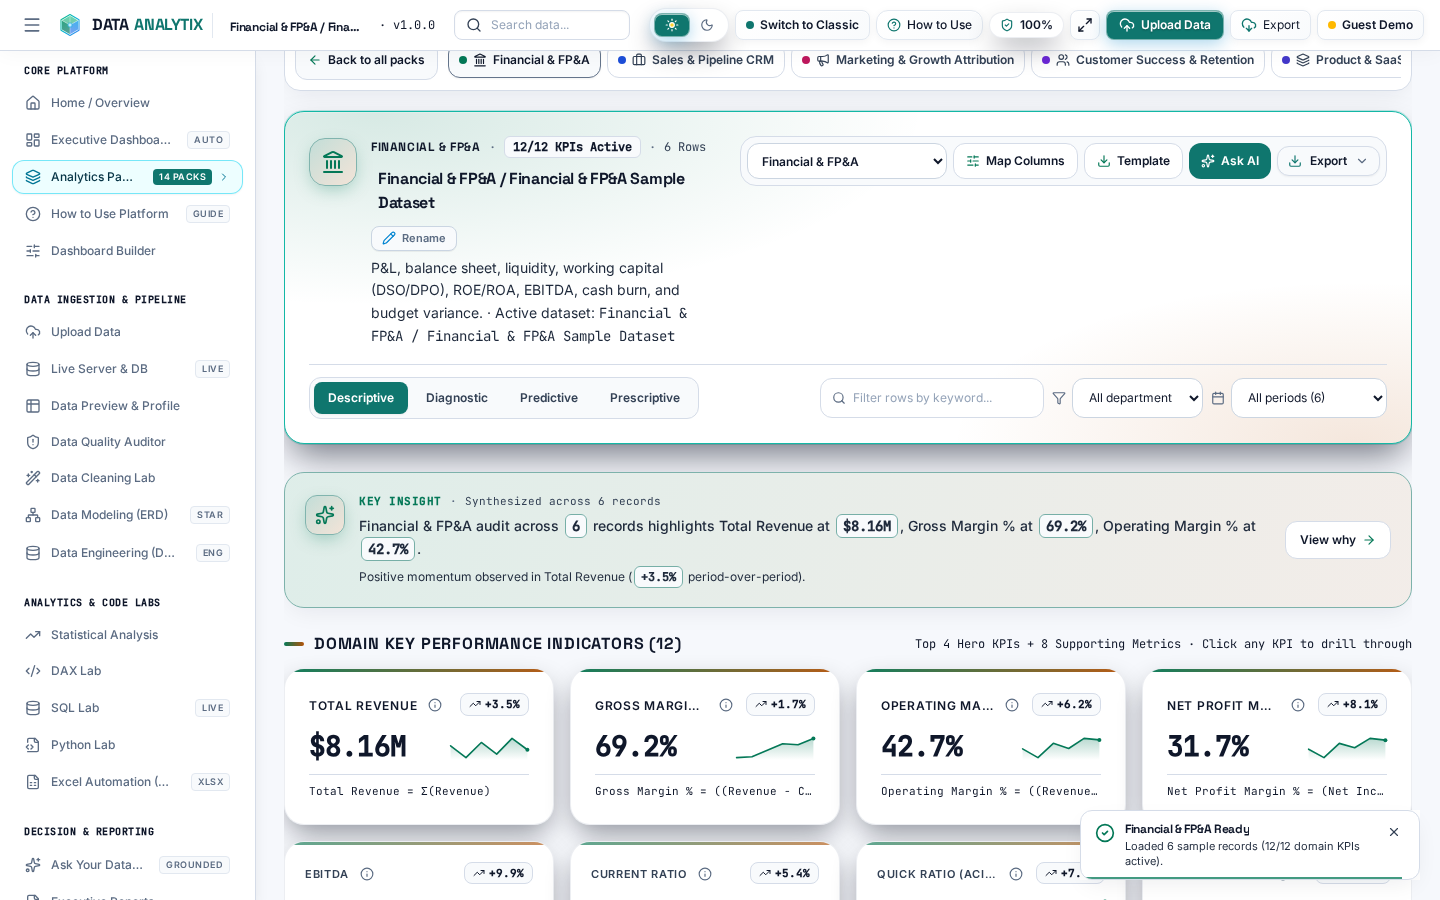 DATA ANALYTIX
Financial & FP&A / Fina...
· v1.0.0
Search data...
Switch to Classic
How to Use
100%
Upload Data
Export
Guest Demo
CORE PLATFORM
Home / Overview
Executive Dashboa... AUTO
Analytics Pa... 14 PACKS
How to Use Platform GUIDE
Dashboard Builder
DATA INGESTION & PIPELINE
Upload Data
Live Server & DB LIVE
Data Preview & Profile
Data Quality Auditor
Data Cleaning Lab
Data Modeling (ERD) STAR
Data Engineering (D... ENG
ANALYTICS & CODE LABS
Statistical Analysis
DAX Lab
SQL Lab LIVE
Python Lab
Excel Automation (... XLSX
DECISION & REPORTING
Ask Your Data... GROUNDED
Executive Reports
Back to all packs
Financial & FP&A
Sales & Pipeline CRM
Marketing & Growth Attribution
Customer Success & Retention
Product & SaaS
FINANCIAL & FP&A · 12/12 KPIs Active · 6 Rows
Financial & FP&A / Financial & FP&A Sample
Dataset
Rename
P&L, balance sheet, liquidity, working capital
(DSO/DPO), ROE/ROA, EBITDA, cash burn, and
budget variance. · Active dataset: Financial &
FP&A / Financial & FP&A Sample Dataset
Financial & FP&A
Map Columns
Template
Ask AI
Export
Descriptive
Diagnostic
Predictive
Prescriptive
Filter rows by keyword...
All department
All periods (6)
KEY INSIGHT · Synthesized across 6 records
Financial & FP&A audit across 6 records highlights Total Revenue at $8.16M, Gross Margin % at 69.2%, Operating Margin % at
42.7%.
Positive momentum observed in Total Revenue (+3.5% period-over-period).
View why
DOMAIN KEY PERFORMANCE INDICATORS (12)
Top 4 Hero KPIs + 8 Supporting Metrics · Click any KPI to drill through
TOTAL REVENUE +3.5%
$8.16M
Total Revenue = Σ(Revenue)
GROSS MARGI... +1.7%
69.2%
Gross Margin % = ((Revenue - C...
OPERATING MA... +6.2%
42.7%
Operating Margin % = ((Revenue...
NET PROFIT M... +8.1%
31.7%
Net Profit Margin % = (Net Inc...
EBITDA +9.9%
CURRENT RATIO +5.4%
QUICK RATIO (ACI... +7.
Financial & FP&A Ready
Loaded 6 sample records (12/12 domain KPIs
active).